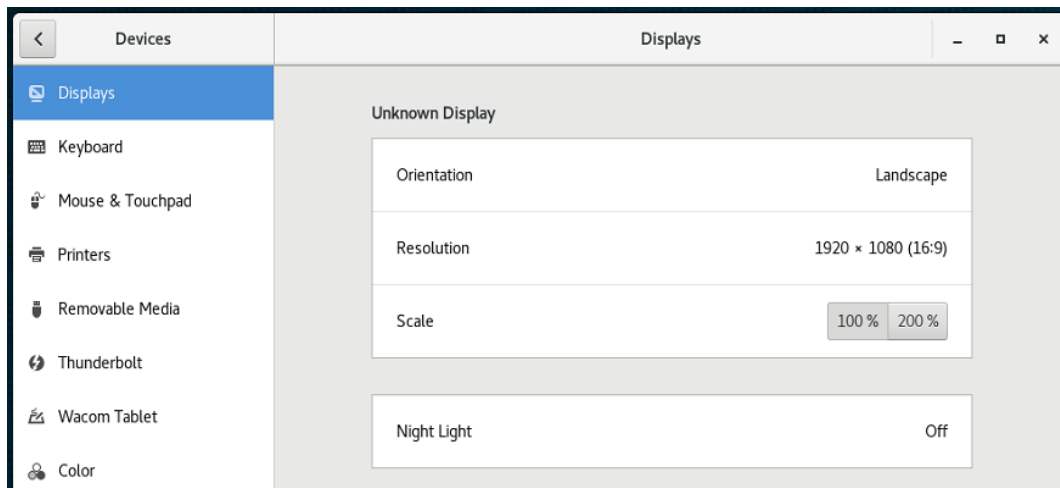 Devices
Displays
Displays
Keyboard
Mouse & Touchpad
Printers
Removable Media
Thunderbolt
Wacom Tablet
Color
Unknown Display
Orientation Landscape
Resolution 1920 × 1080 (16:9)
Scale 100 % 200 %
Night Light Off